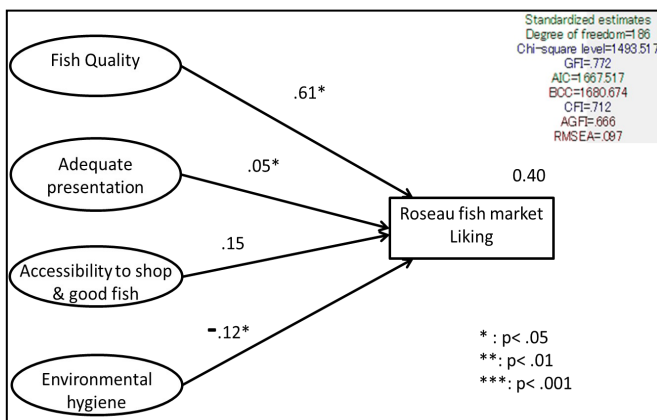 Standardized estimates
Degree of freedom=186
Chi-square level=1493.517
GFI=.772
AIC=1667.517
BCC=1680.674
CFI=.712
AGFI=.666
RMSEA=.097
Fish Quality
.61*
Adequate
presentation
.05*
0.40
Roseau fish market
Liking
.15
Accessibility to shop
& good fish
-.12*
* : p< .05
**: p< .01
***: p< .001
Environmental
hygiene